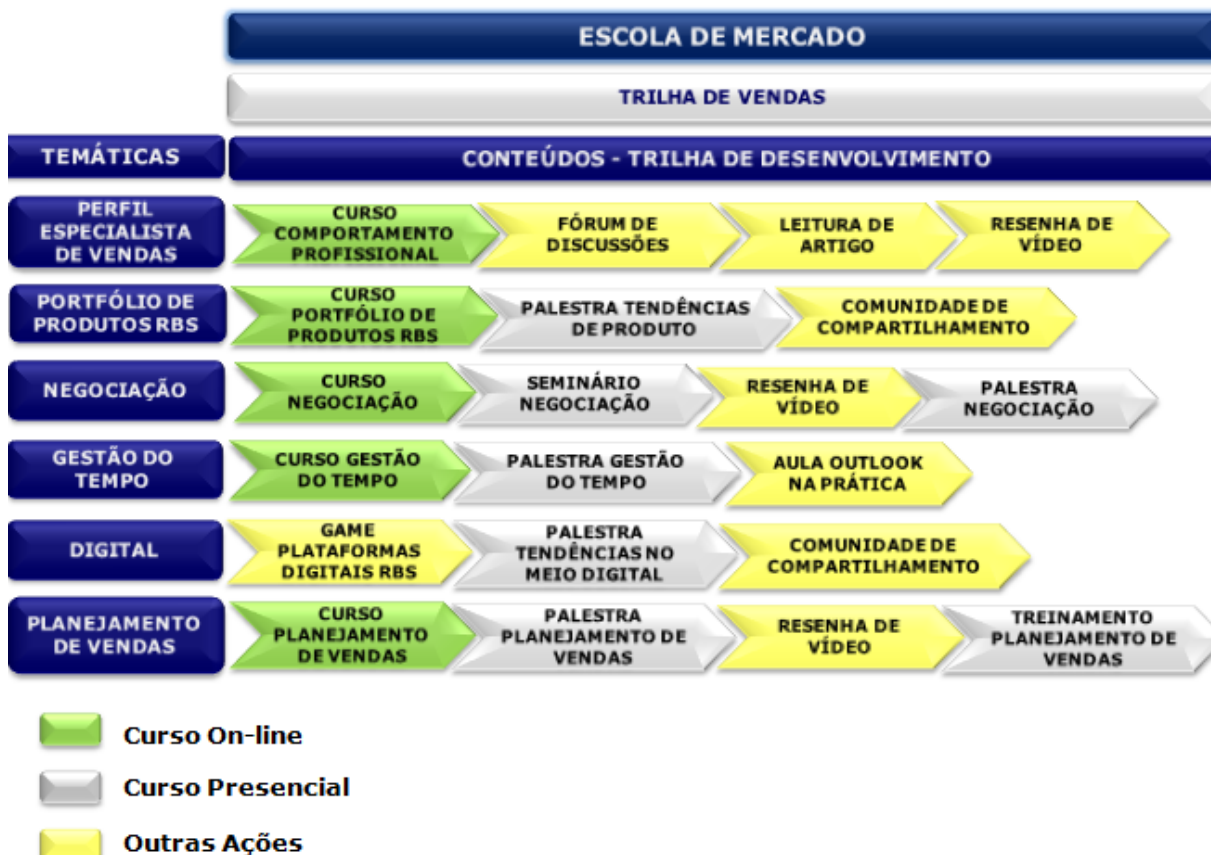 ESCOLA DE MERCADO
TRILHA DE VENDAS
TEMÁTICAS
CONTEÚDOS - TRILHA DE DESENVOLVIMENTO
PERFIL
ESPECIALISTA
DE VENDAS
CURSO
COMPORTAMENTO
PROFISSIONAL
FÓRUM DE
DISCUSSÕES
LEITURA DE
ARTIGO
RESENHA DE
VÍDEO
PORTFÓLIO DE
PRODUTOS RBS
CURSO
PORTFÓLIO DE
PRODUTOS RBS
PALESTRA TENDÊNCIAS
DE PRODUTO
COMUNIDADE DE
COMPARTILHAMENTO
NEGOCIAÇÃO
CURSO
NEGOCIAÇÃO
SEMINÁRIO
NEGOCIAÇÃO
RESENHA DE
VÍDEO
PALESTRA
NEGOCIAÇÃO
GESTÃO DO
TEMPO
CURSO GESTÃO
DO TEMPO
PALESTRA GESTÃO
DO TEMPO
AULA OUTLOOK
NA PRÁTICA
DIGITAL
GAME
PLATAFORMAS
DIGITAIS RBS
PALESTRA
TENDÊNCIAS NO
MEIO DIGITAL
COMUNIDADE DE
COMPARTILHAMENTO
PLANEJAMENTO
DE VENDAS
CURSO
PLANEJAMENTO
DE VENDAS
PALESTRA
PLANEJAMENTO DE
VENDAS
RESENHA DE
VÍDEO
TREINAMENTO
PLANEJAMENTO DE
VENDAS
Curso On-line
Curso Presencial
Outras Ações